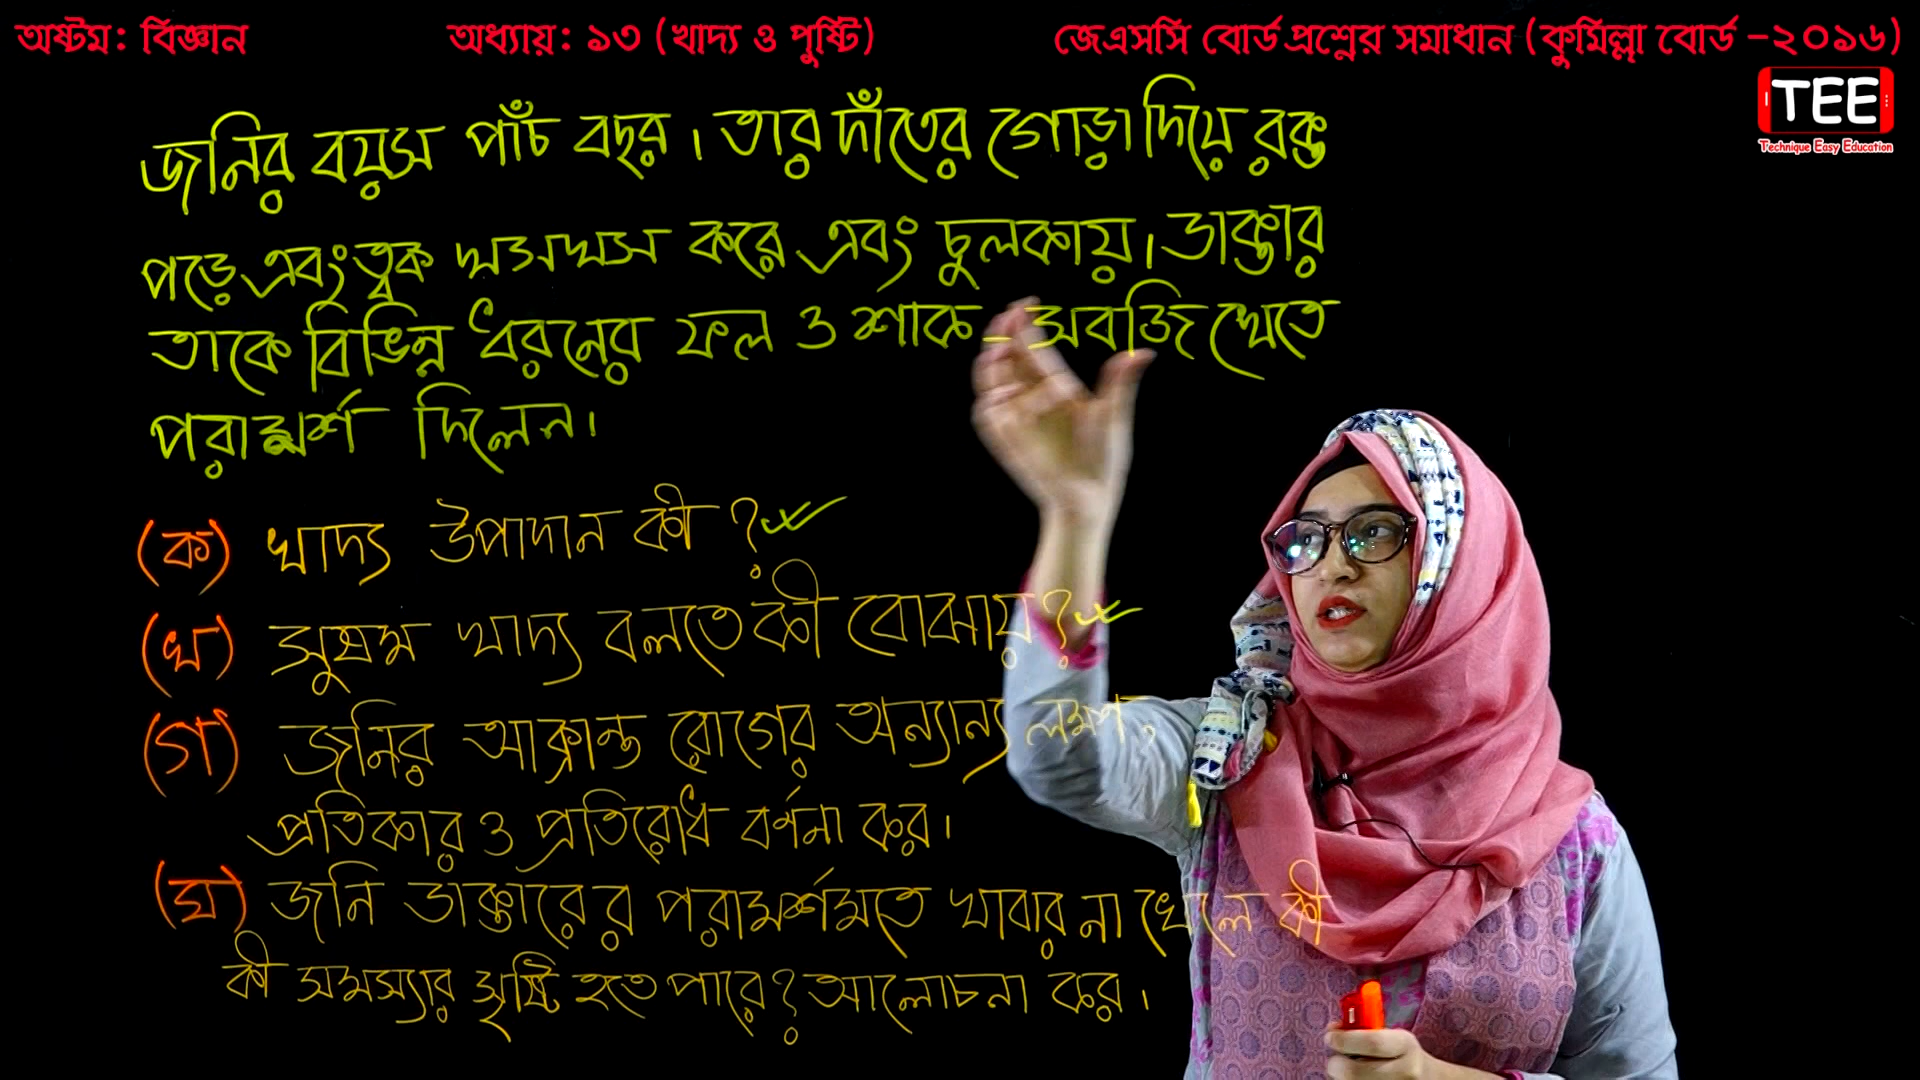 অষ্টম: বিজ্ঞান
অধ্যায়: ১৩ (খাদ্য ও পুষ্টি)
জেএসসি বোর্ড প্রশ্নের সমাধান (কুমিল্লা বোর্ড -২০১৬)
TEE
Technique Easy Education
জনির বয়স পাঁচ বছর। তার দাঁতের গোড়া দিয়ে রক্ত
পড়ে এবং ত্বক খসখস করে এবং চুলকায়। ডাক্তার
তাকে বিভিন্ন ধরনের ফল ও শাক-সবজি খেতে
পরামর্শ দিলেন।
(ক) খাদ্য উপাদান কী?
(খ) সুষম খাদ্য বলতে কী বোঝায়?
(গ) জনির আক্রান্ত রোগের অন্যান্য লক্ষণ,
প্রতিকার ও প্রতিরোধ বর্ণনা কর।
(ঘ) জনি ডাক্তারের পরামর্শমতে খাবার না খেলে কী
কী সমস্যার সৃষ্টি হতে পারে? আলোচনা কর।